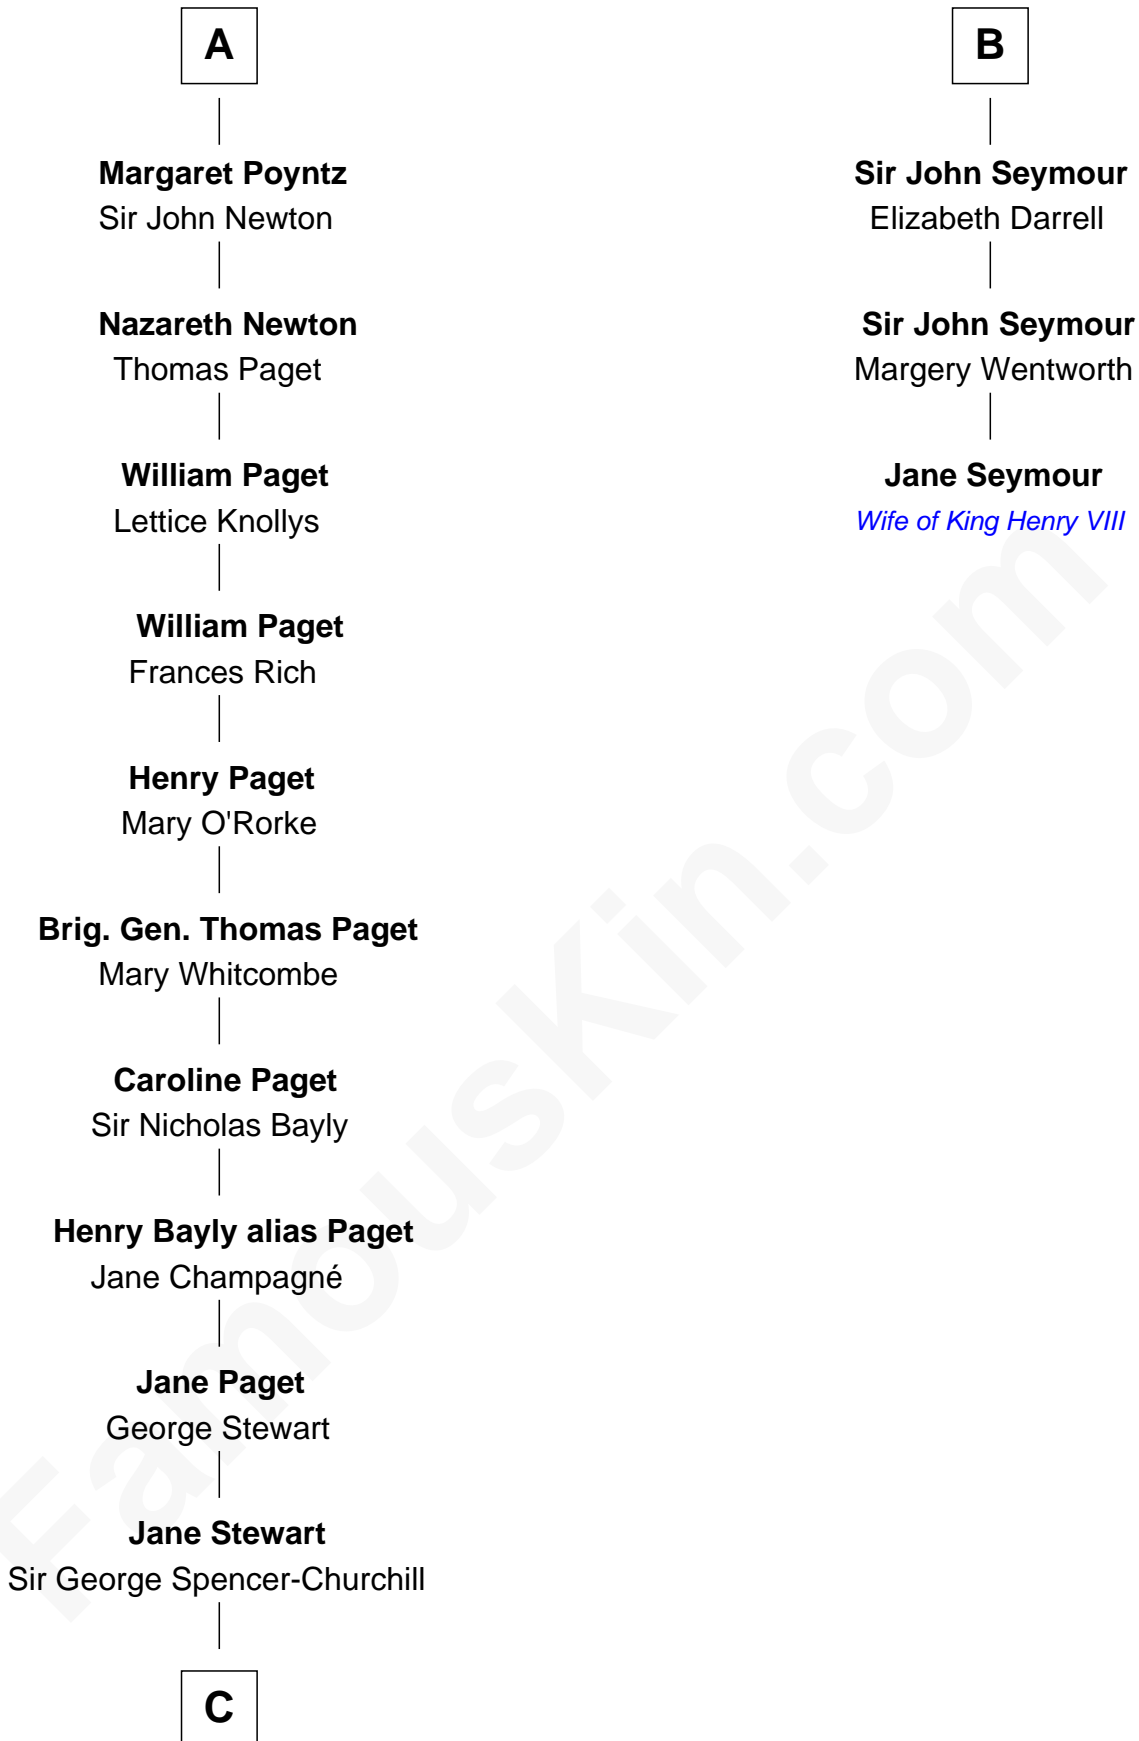 A
Margaret Poyntz
Sir John Newton
Nazareth Newton
Thomas Paget
William Paget
Lettice Knollys
William Paget
Frances Rich
Henry Paget
Mary O'Rorke
Brig. Gen. Thomas Paget
Mary Whitcombe
Caroline Paget
Sir Nicholas Bayly
Henry Bayly alias Paget
Jane Champagné
Jane Paget
George Stewart
Jane Stewart
Sir George Spencer-Churchill
C
B
Sir John Seymour
Elizabeth Darrell
Sir John Seymour
Margery Wentworth
Jane Seymour
Wife of King Henry VIII
FamousKin.com